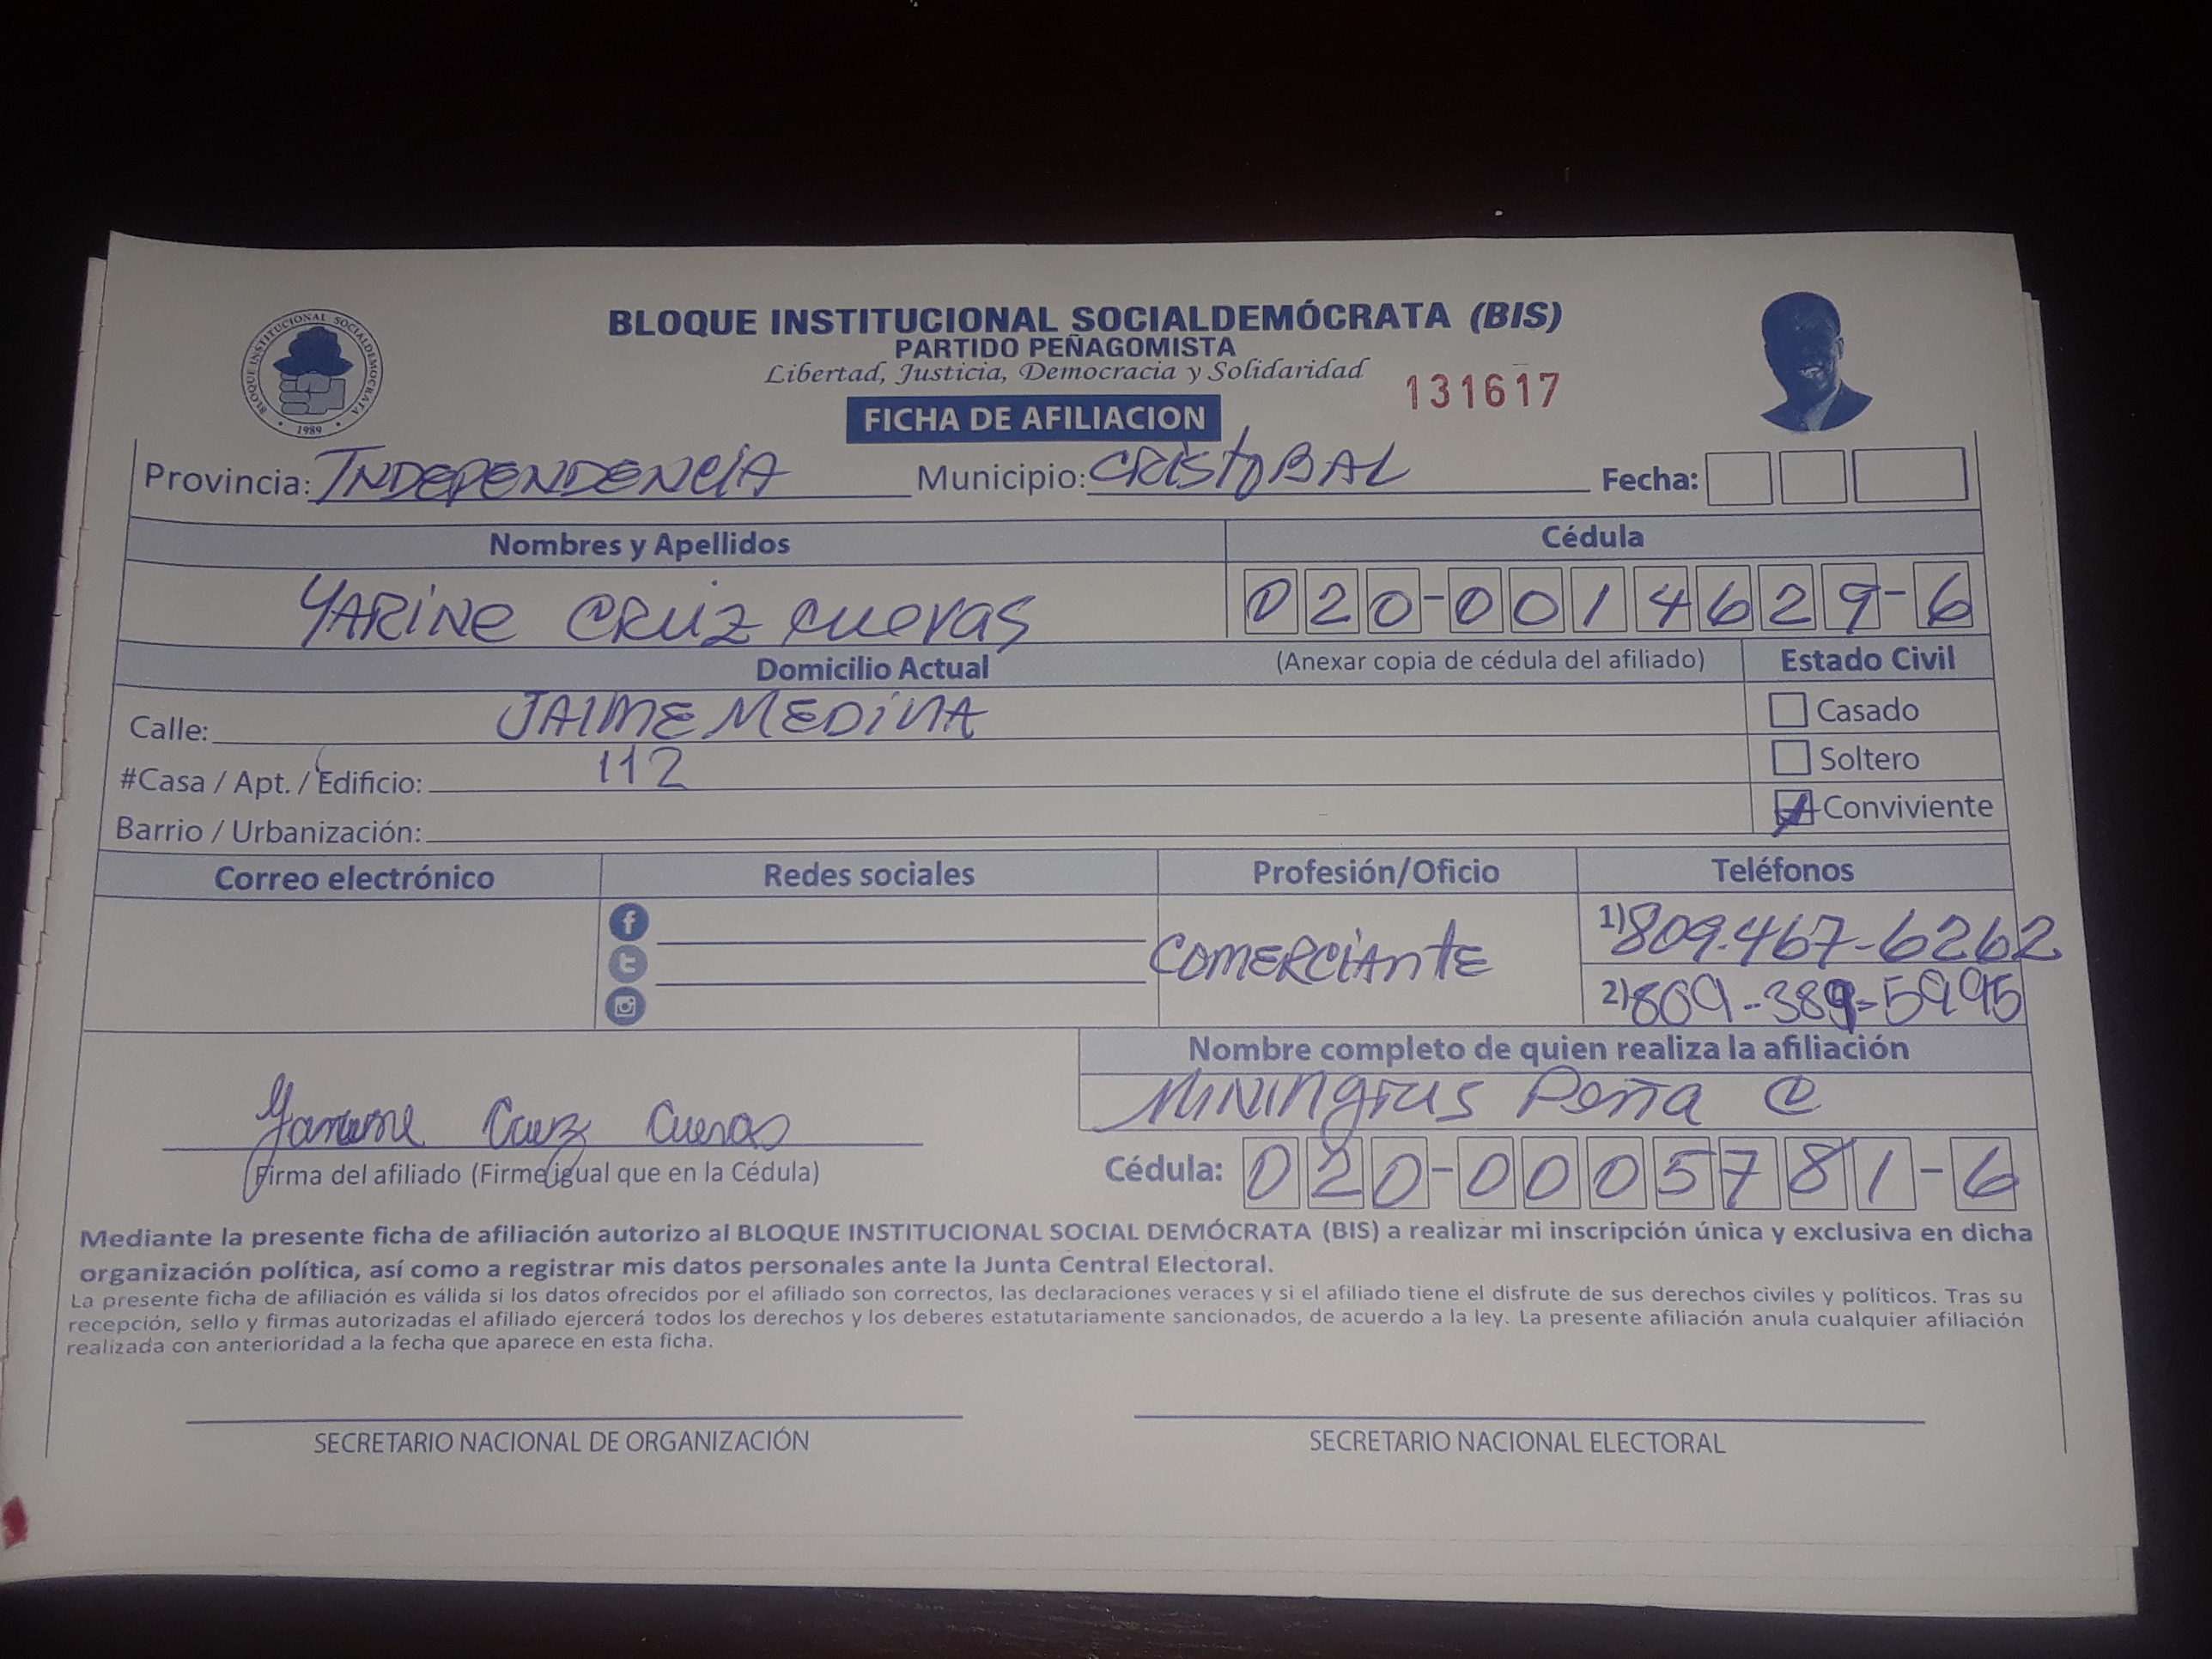 BLOQUE INSTITUCIONAL SOCIALDEMÓCRATA (BIS)
PARTIDO PEÑAGOMISTA
Libertad, Justicia, Democracia y Solidaridad
131617
BLOQUE INSTITUCIONAL SOCIALDEMOCRATA
1989
FICHA DE AFILIACION
Provincia: INDEPENDENCIA Municipio: CRISTOBAL Fecha:
Nombres y Apellidos Cédula
YARINE CRUZ CUEVAS 020-0014629-6
Domicilio Actual (Anexar copia de cédula del afiliado) Estado Civil
Calle: JAIME MEDINA Casado
#Casa / Apt. / Edificio: 112 Soltero
Barrio / Urbanización: Conviviente
Correo electrónico Redes sociales Profesión/Oficio Teléfonos
COMERCIANTE
1) 809.467-6262
2) 809-389-5995
Nombre completo de quien realiza la afiliación
Peña C
Cruz Cuevas
Firma del afiliado (Firme igual que en la Cédula)
Cédula: 020-0005781-6
Mediante la presente ficha de afiliación autorizo al BLOQUE INSTITUCIONAL SOCIAL DEMÓCRATA (BIS) a realizar mi inscripción única y exclusiva en dicha
organización política, así como a registrar mis datos personales ante la Junta Central Electoral.
La presente ficha de afiliación es válida si los datos ofrecidos por el afiliado son correctos, las declaraciones veraces y si el afiliado tiene el disfrute de sus derechos civiles y políticos. Tras su
recepción, sello y firmas autorizadas el afiliado ejercerá todos los derechos y los deberes estatutariamente sancionados, de acuerdo a la ley. La presente afiliación anula cualquier afiliación
realizada con anterioridad a la fecha que aparece en esta ficha.
SECRETARIO NACIONAL DE ORGANIZACIÓN SECRETARIO NACIONAL ELECTORAL